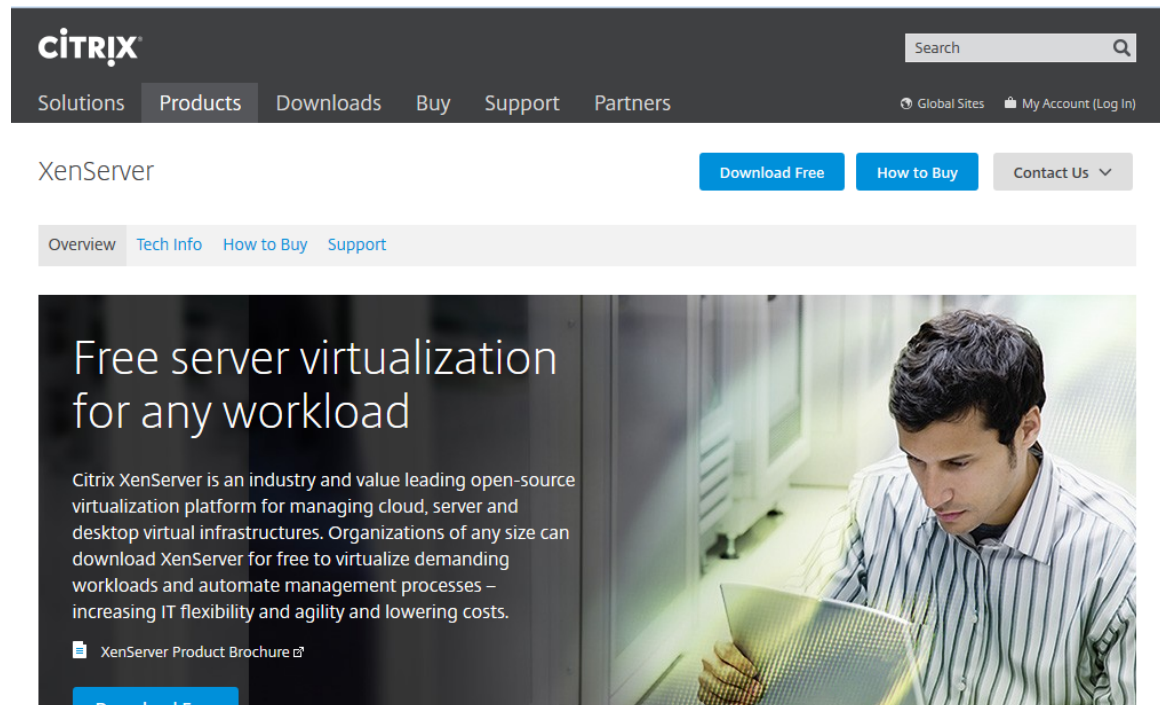 CİTRIX
Search
Solutions Products Downloads Buy Support Partners
Global Sites My Account (Log In)
XenServer
Download Free How to Buy Contact Us
Overview Tech Info How to Buy Support
Free server virtualization
for any workload
Citrix XenServer is an industry and value leading open-source
virtualization platform for managing cloud, server and
desktop virtual infrastructures. Organizations of any size can
download XenServer for free to virtualize demanding
workloads and automate management processes –
increasing IT flexibility and agility and lowering costs.
XenServer Product Brochure